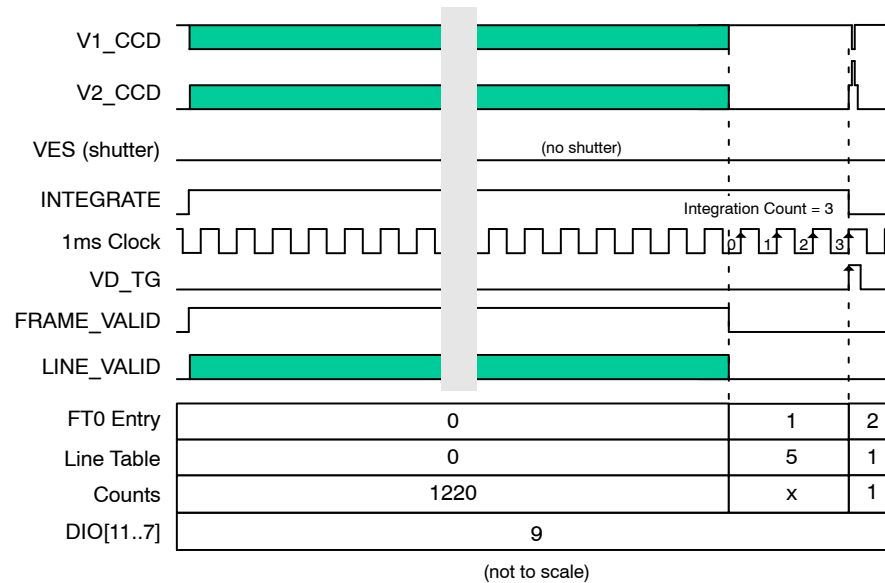 V1_CCD
V2_CCD
VES (shutter)
(no shutter)
INTEGRATE
Integration Count = 3
1ms Clock
0 1 2 3
VD_TG
FRAME_VALID
LINE_VALID
FT0 Entry 0 1 2
Line Table 0 5 1
Counts 1220 x 1
DIO[11..7] 9
(not to scale)